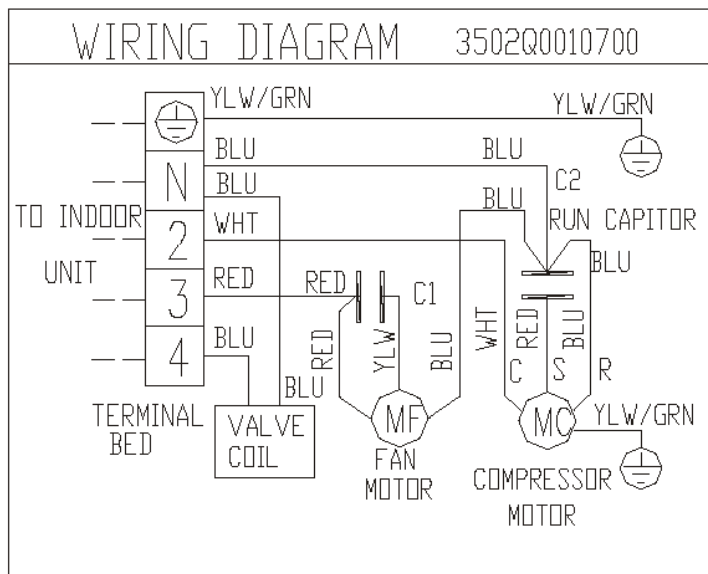 WIRING DIAGRAM 3502Q0010700
YLW/GRN
YLW/GRN
BLU
BLU
N
BLU
C2
BLU
TO INDOOR
WHT
RUN CAPITOR
2
BLU
UNIT
RED
RED
C1
3
RED
YLW
BLU
WHT
RED
BLU
BLU
4
C
S
R
BLU
TERMINAL
BED
VALVE
COIL
MF
MC
YLW/GRN
FAN
MOTOR
COMPRESSOR
MOTOR